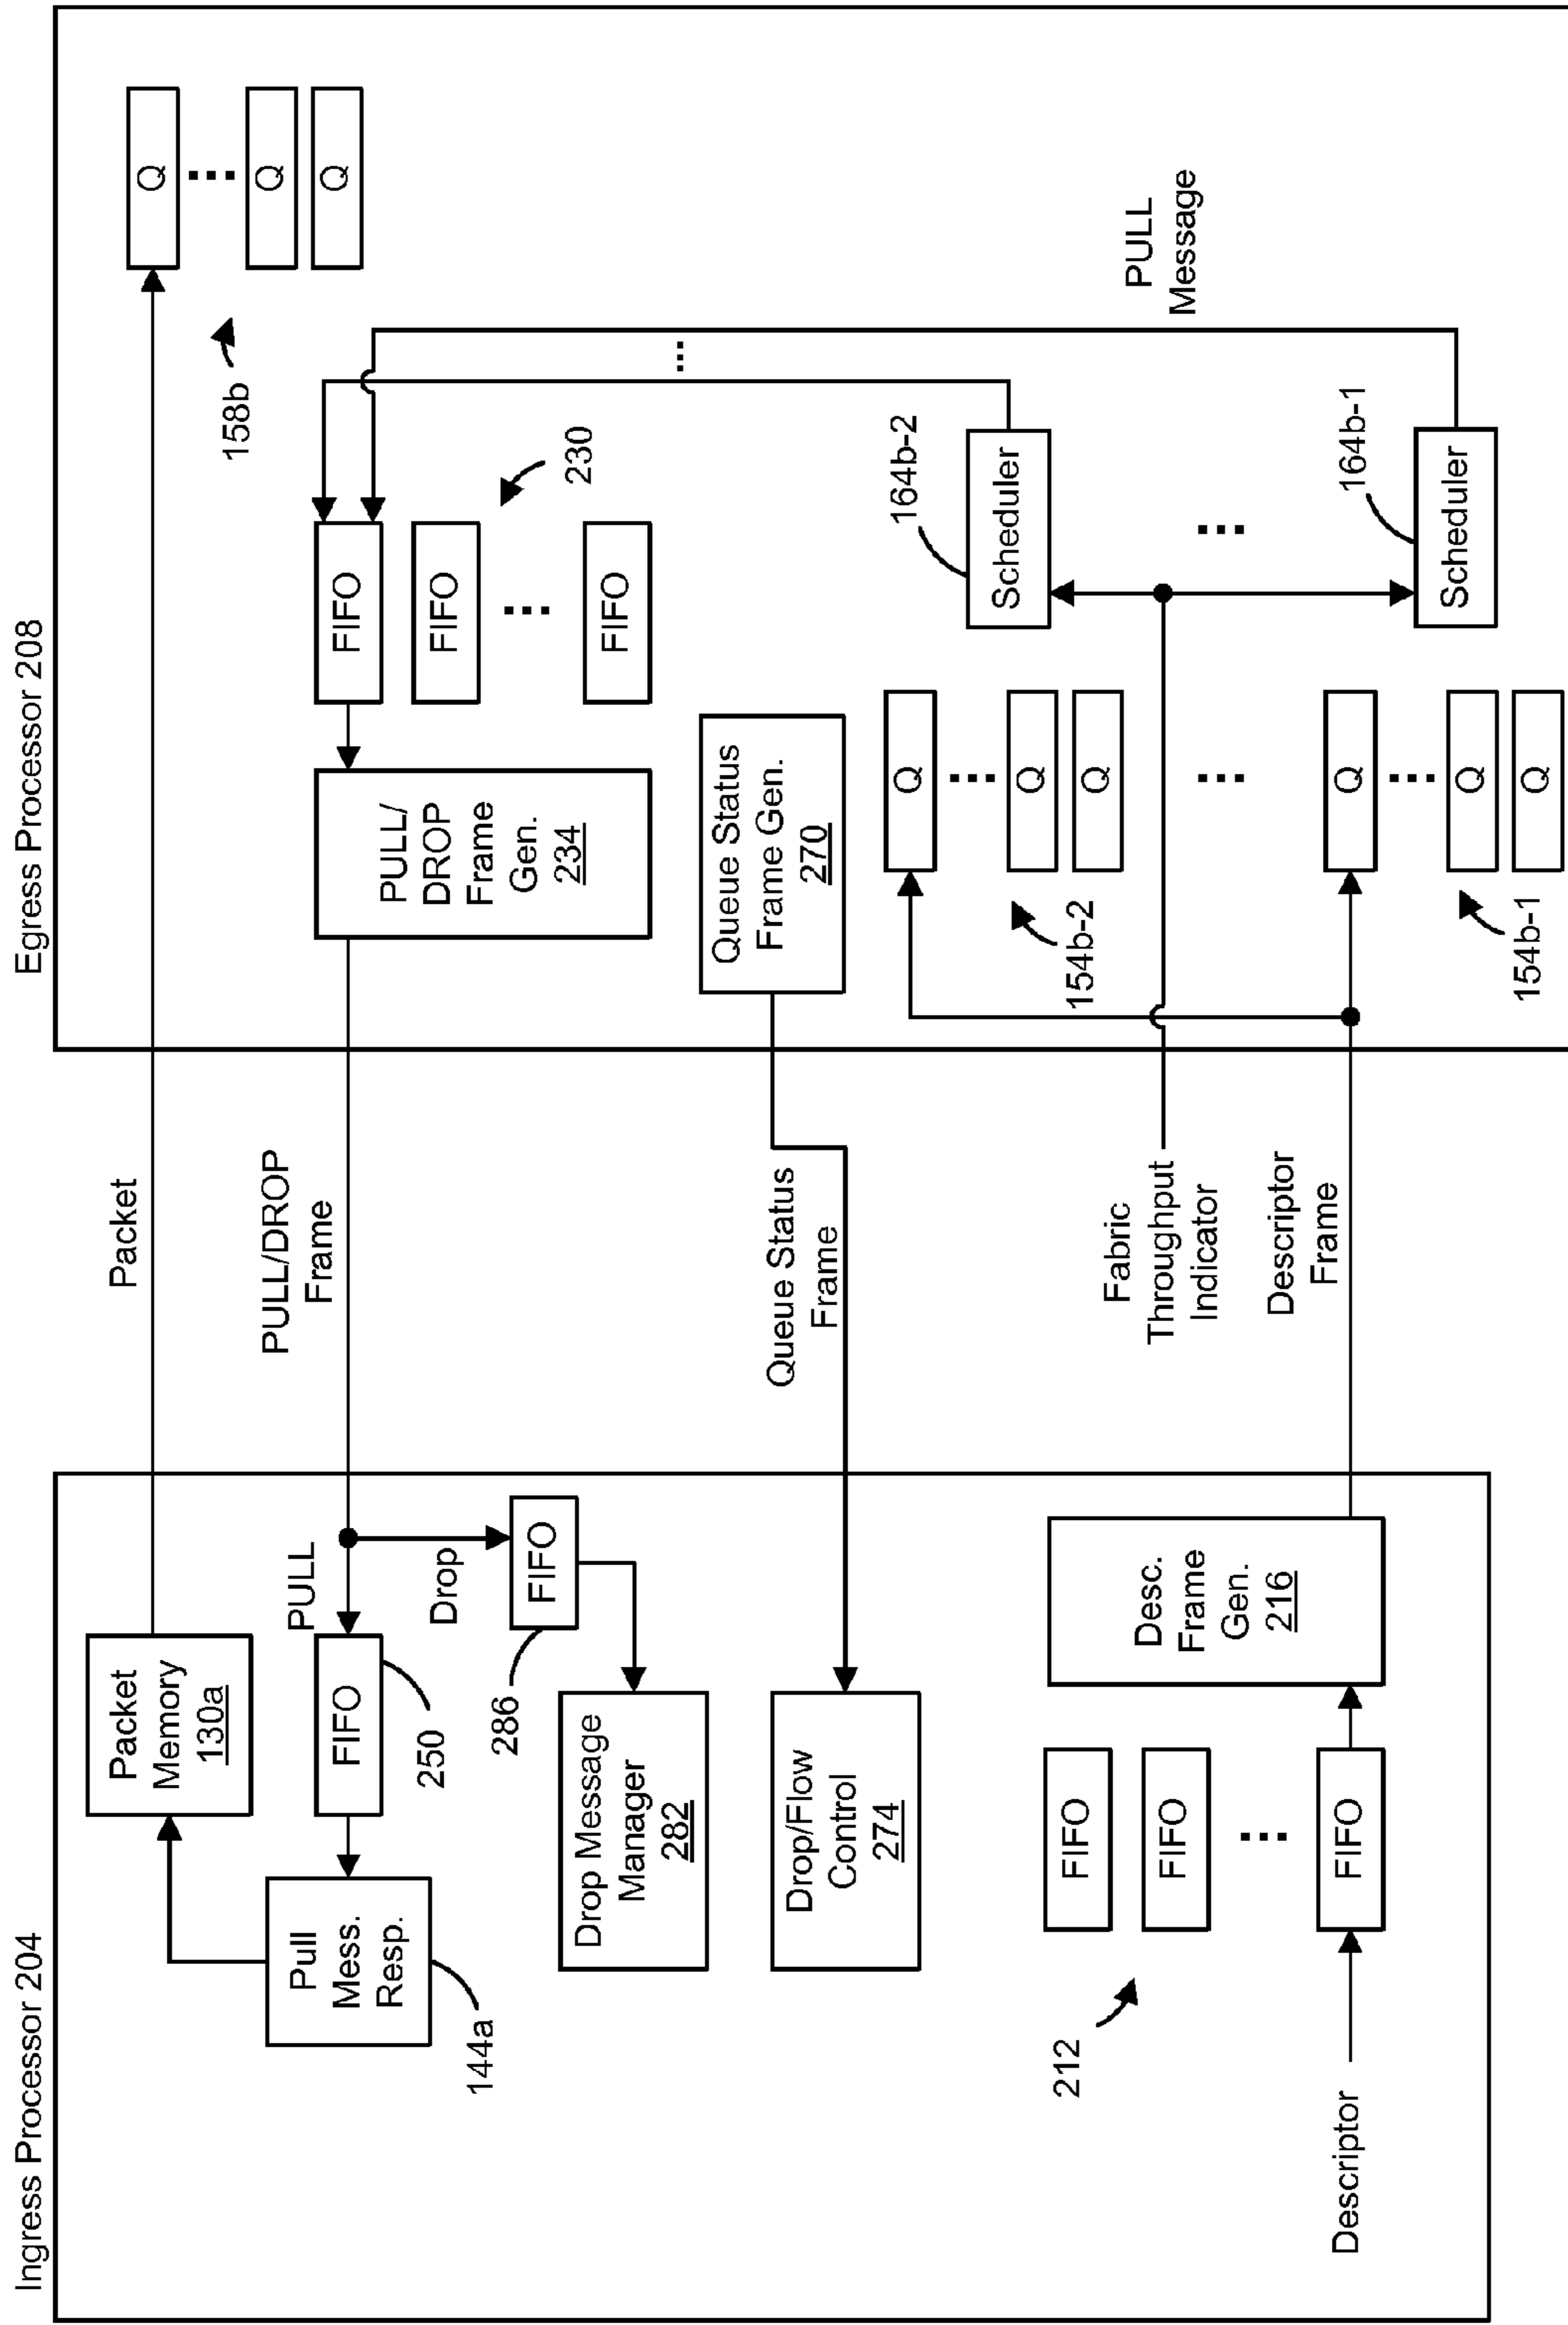 Ingress Processor 204
Packet
Memory
130a
Pull
Mess.
Resp.
144a
FIFO
250
PULL
Drop
FIFO
286
Drop Message
Manager
282
Drop/Flow
Control
274
212
FIFO
FIFO
...
FIFO
Descriptor
Desc.
Frame
Gen.
216
Packet
PULL/DROP
Frame
Queue Status
Frame
Fabric
Throughput
Indicator
Descriptor
Frame
Egress Processor 208
Q
...
Q
Q
158b
PULL/
DROP
Frame
Gen.
234
FIFO
FIFO
...
FIFO
230
...
PULL
Message
Queue Status
Frame Gen.
270
Q
...
Q
Q
154b-2
Scheduler
164b-2
...
...
Q
...
Q
Q
154b-1
Scheduler
164b-1